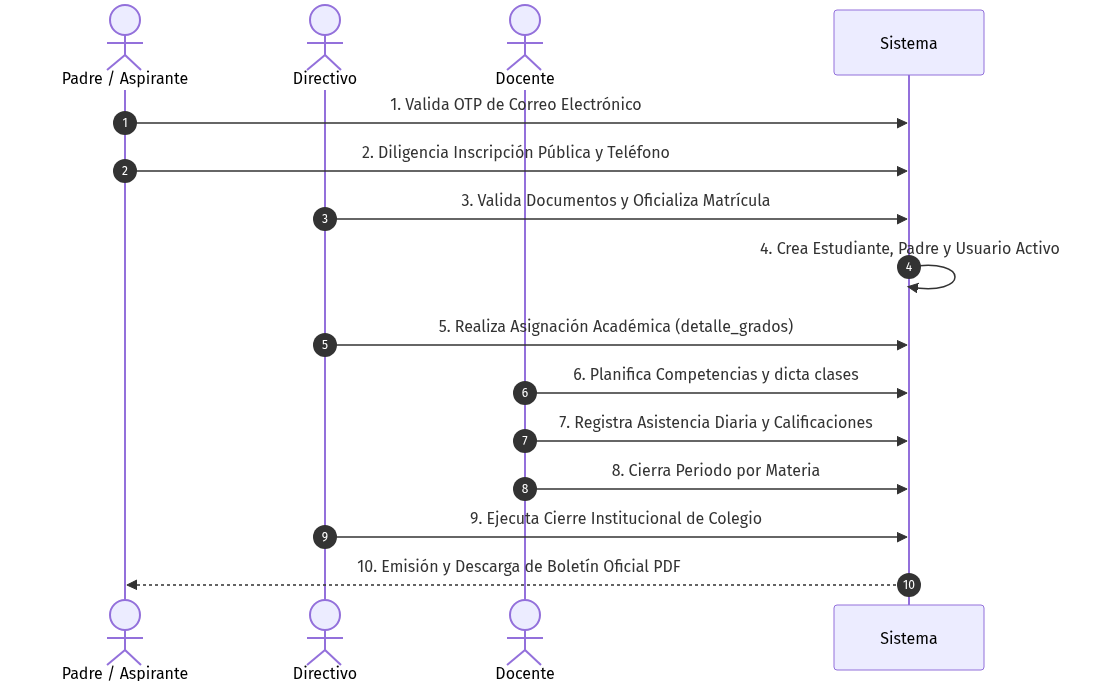 Padre / Aspirante
Directivo
Docente
Sistema
1. Valida OTP de Correo Electrónico
1
2. Diligencia Inscripción Pública y Teléfono
2
3. Valida Documentos y Oficializa Matrícula
3
4. Crea Estudiante, Padre y Usuario Activo
4
5. Realiza Asignación Académica (detalle_grados)
5
6. Planifica Competencias y dicta clases
6
7. Registra Asistencia Diaria y Calificaciones
7
8. Cierra Periodo por Materia
8
9. Ejecuta Cierre Institucional de Colegio
9
10. Emisión y Descarga de Boletín Oficial PDF
10
Padre / Aspirante
Directivo
Docente
Sistema